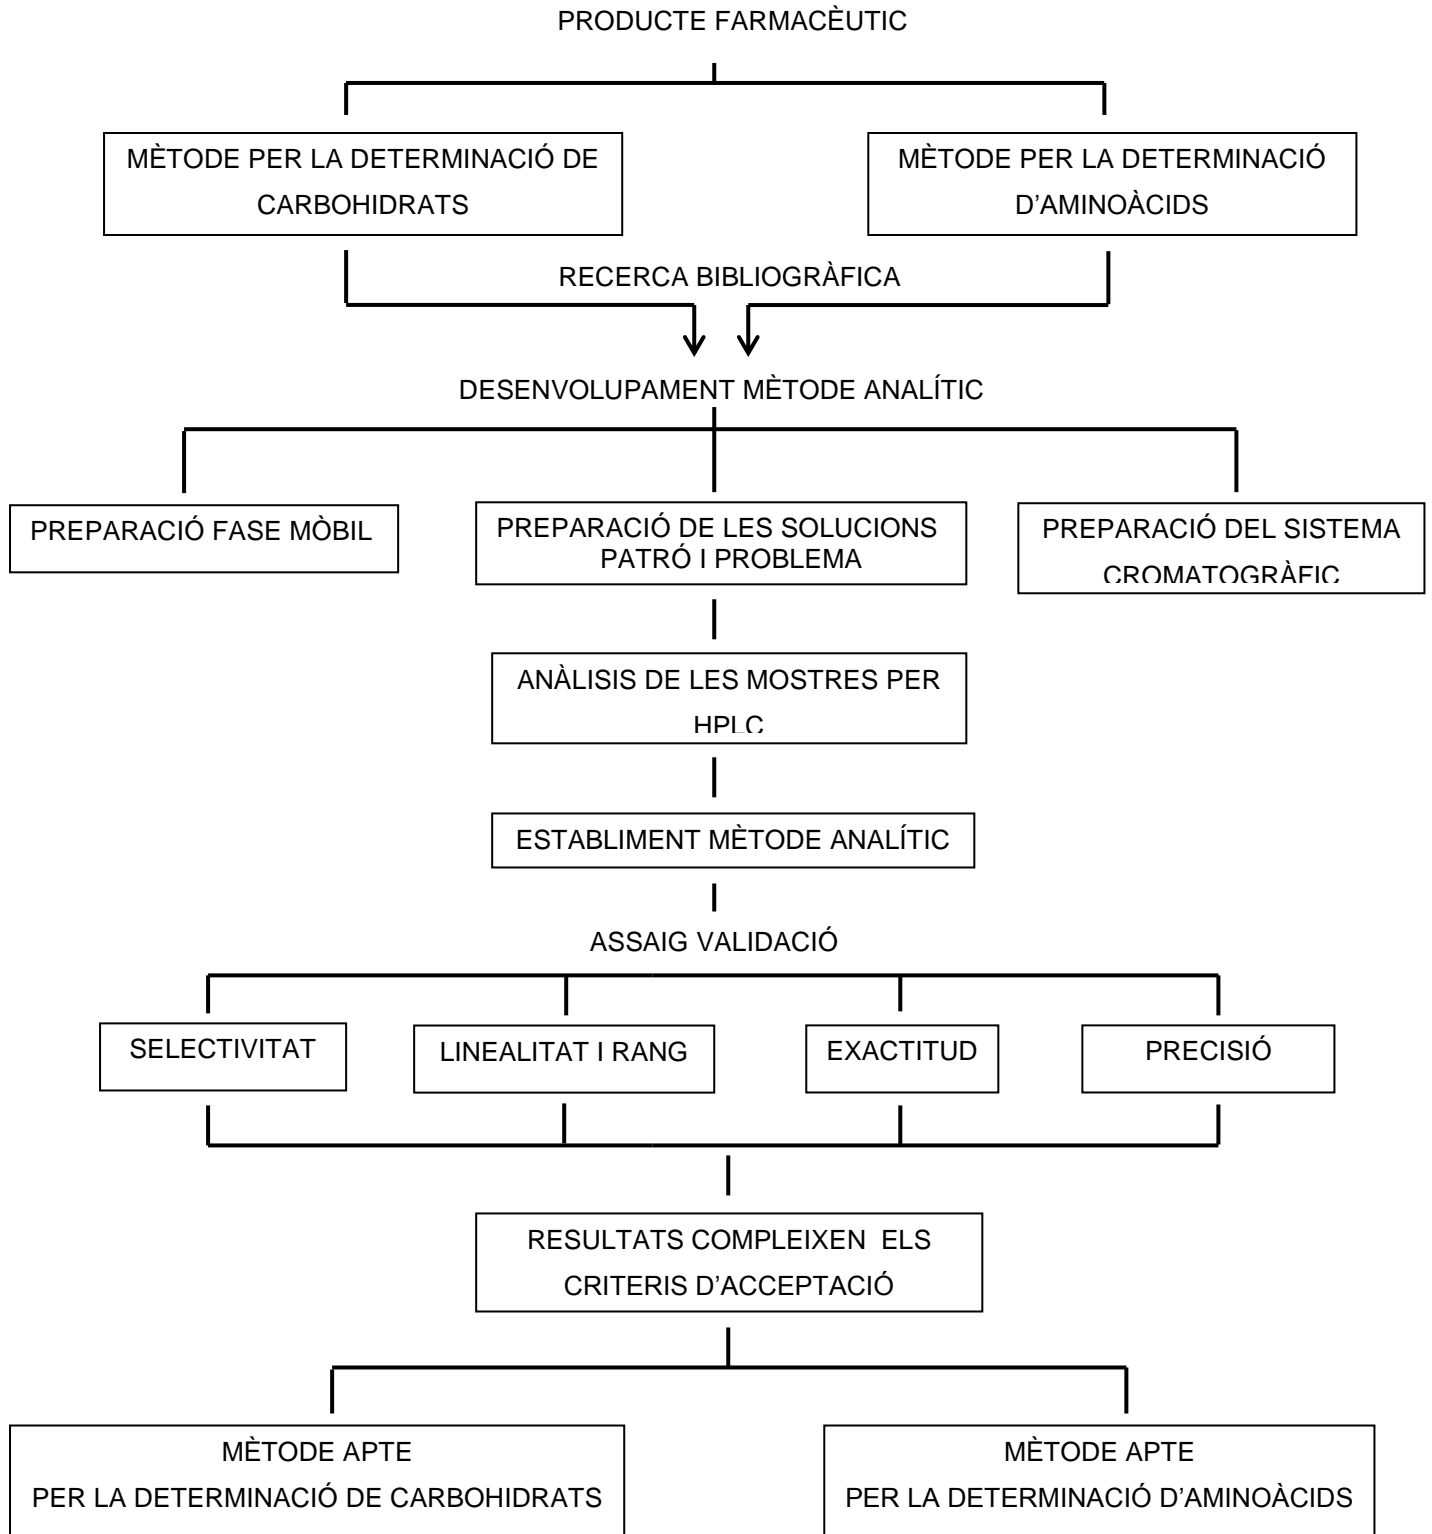 PRODUCTE FARMACÈUTIC
MÈTODE PER LA DETERMINACIÓ DE
CARBOHIDRATS
MÈTODE PER LA DETERMINACIÓ
D'AMINOÀCIDS
RECERCA BIBLIOGRÀFICA
DESENVOLUPAMENT MÈTODE ANALÍTIC
PREPARACIÓ FASE MÒBIL
PREPARACIÓ DE LES SOLUCIONS
PATRÓ I PROBLEMA
PREPARACIÓ DEL SISTEMA
CROMATOGRÀFIC
ANÀLISIS DE LES MOSTRES PER
HPLC
ESTABLIMENT MÈTODE ANALÍTIC
ASSAIG VALIDACIÓ
SELECTIVITAT
LINEALITAT I RANG
EXACTITUD
PRECISIÓ
RESULTATS COMPLEIXEN ELS
CRITERIS D'ACCEPTACIÓ
MÈTODE APTE
PER LA DETERMINACIÓ DE CARBOHIDRATS
MÈTODE APTE
PER LA DETERMINACIÓ D'AMINOÀCIDS